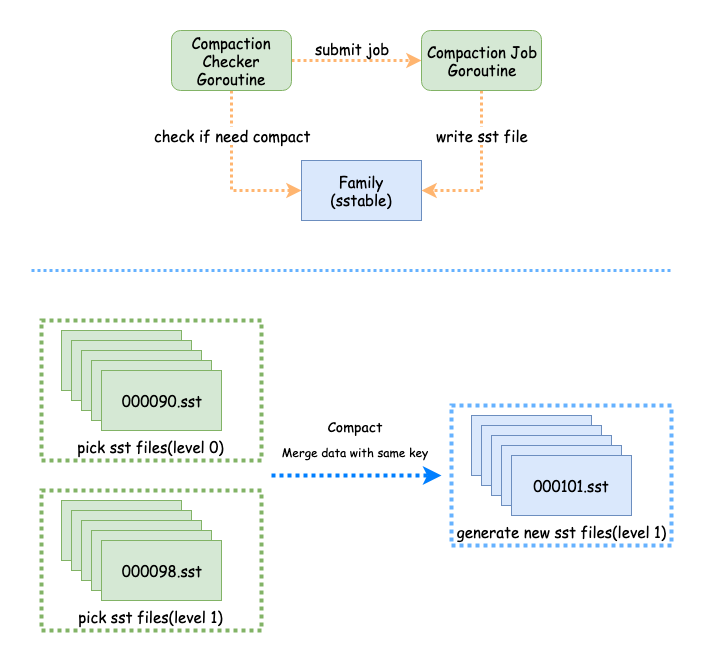 Compaction
Checker
Goroutine
submit job
Compaction Job
Goroutine
check if need compact
write sst file
Family
(sstable)
000090.sst
pick sst files(level 0)
Compact
Merge data with same key
000101.sst
generate new sst files(level 1)
000098.sst
pick sst files(level 1)